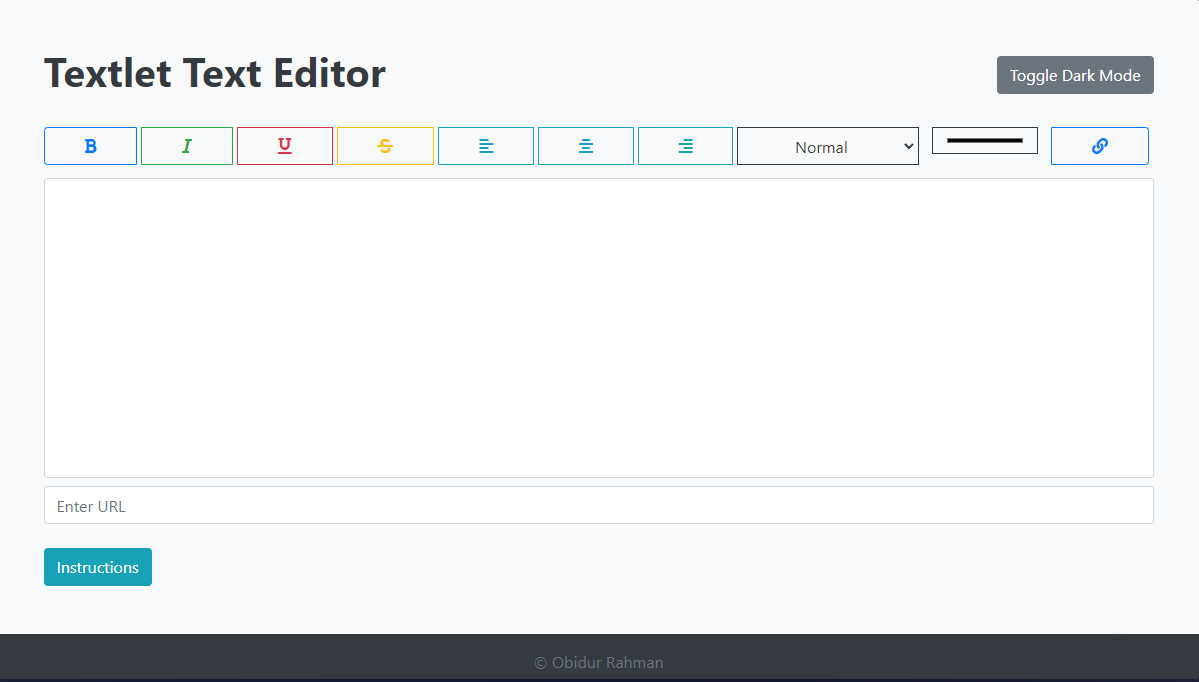 Textlet Text Editor
Toggle Dark Mode
B I U S Normal
Enter URL
Instructions
© Obidur Rahman